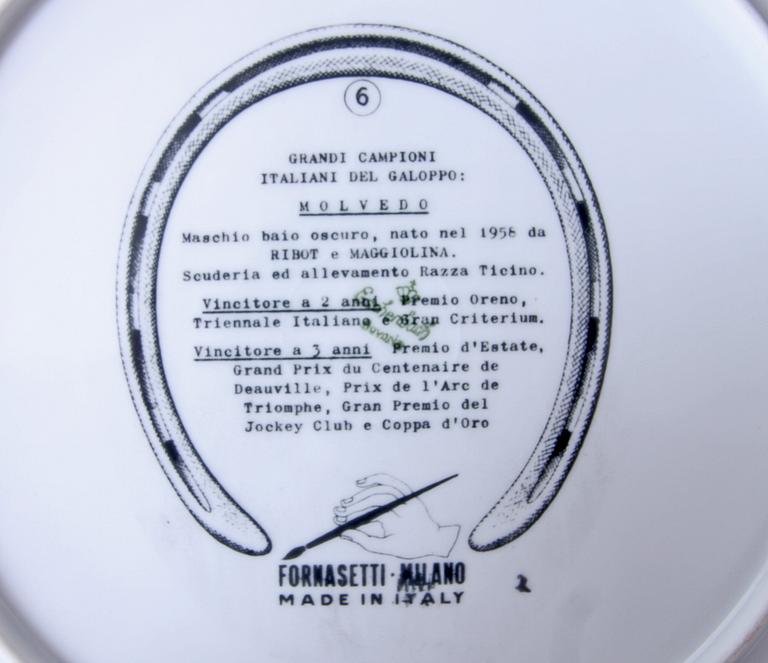 6
GRANDI CAMPIONI
ITALIANI DEL GALOPPO:
MOLVEDO
Maschio baio oscuro, nato nel 1958 da
RIBOT e MAGGIOLINA.
Scuderia ed allevamento Razza Ticino.
Vincitore a 2 anni Premio Oreno,
Triennale Italiano e Gran Criterium.
Vincitore a 3 anni Premio d'Estate,
Grand Prix du Centenaire de
Deauville, Prix de l'Arc de
Triomphe, Gran Premio del
Jockey Club e Coppa d'Oro
FORNASETTI·MILANO
MADE IN ITALY
2